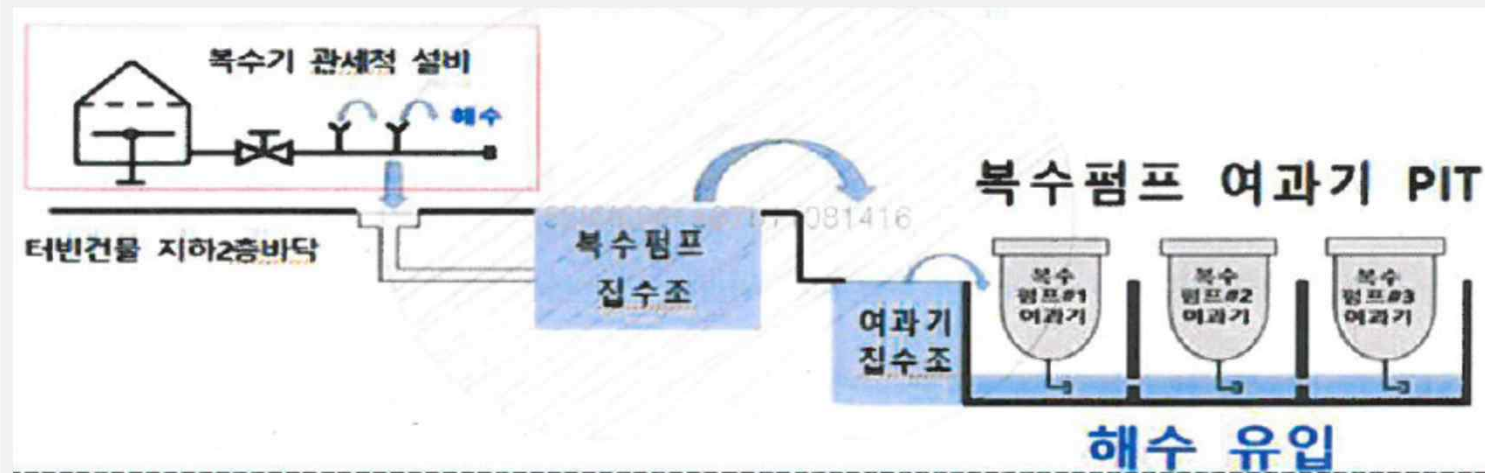 복수기 관세척 설비
해수
터빈건물 지하2층바닥
081416
복수펌프
집수조
여과기
집수조
복수펌프 여과기 PIT
복수
펌프#1
여과기
복수
펌프#2
여과기
복수
펌프#3
여과기
해수 유입